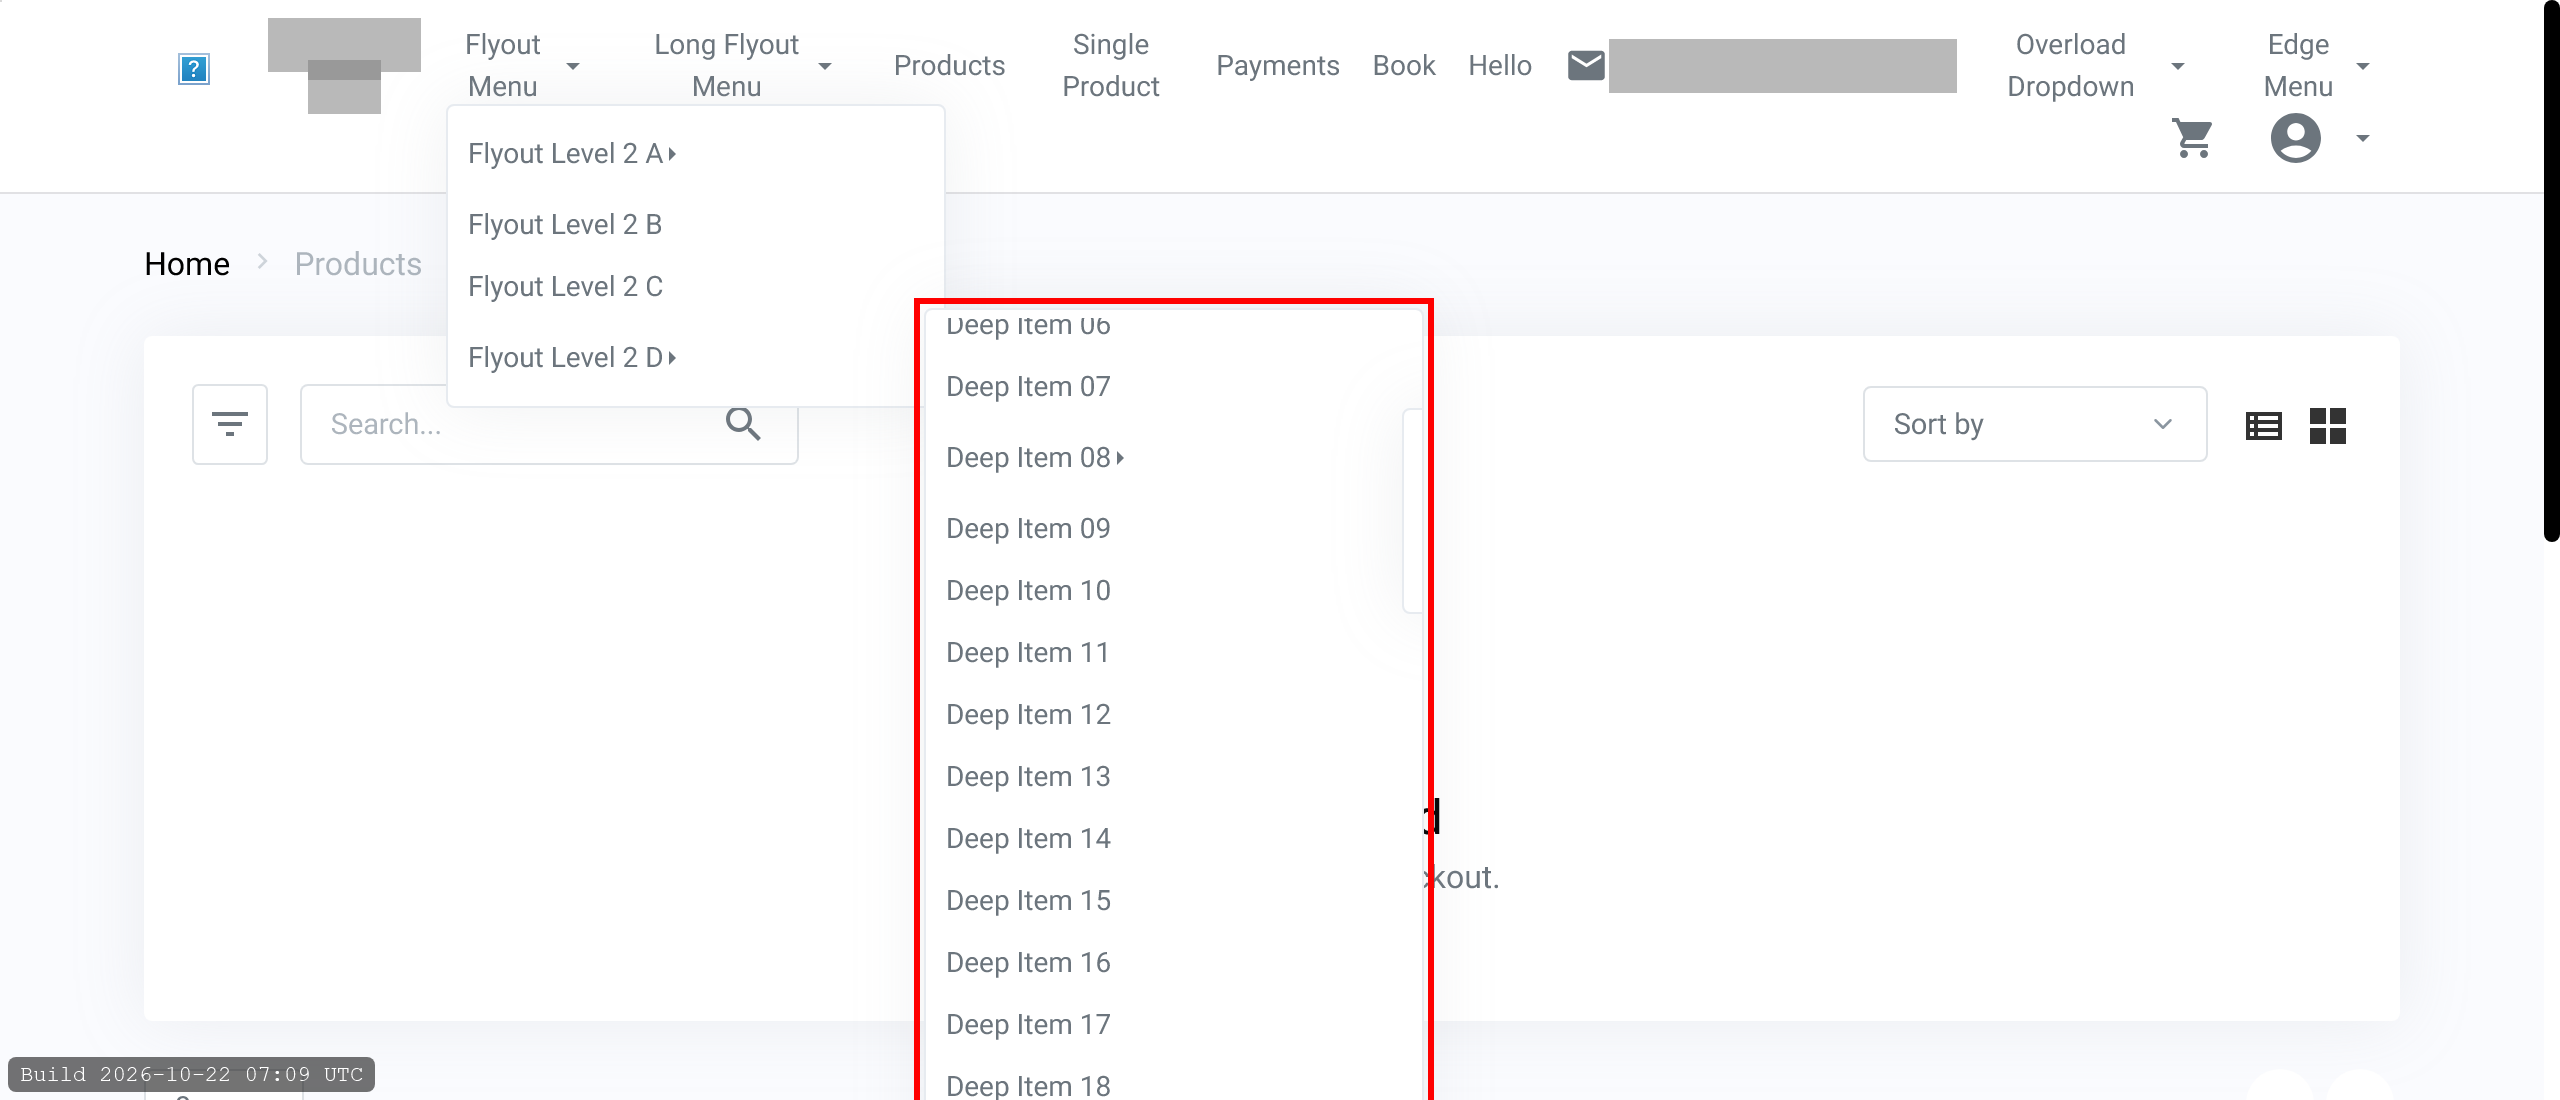 Flyout
Menu
Long Flyout
Menu
Products
Single
Product
Payments
Book
Hello
Overload
Dropdown
Edge
Menu
Flyout Level 2 A
Flyout Level 2 B
Flyout Level 2 C
Flyout Level 2 D
Home
Products
Search...
Sort by
Deep Item 06
Deep Item 07
Deep Item 08
Deep Item 09
Deep Item 10
Deep Item 11
Deep Item 12
Deep Item 13
Deep Item 14
Deep Item 15
Deep Item 16
Deep Item 17
Deep Item 18
kout.
Build 2026-10-22 07:09 UTC